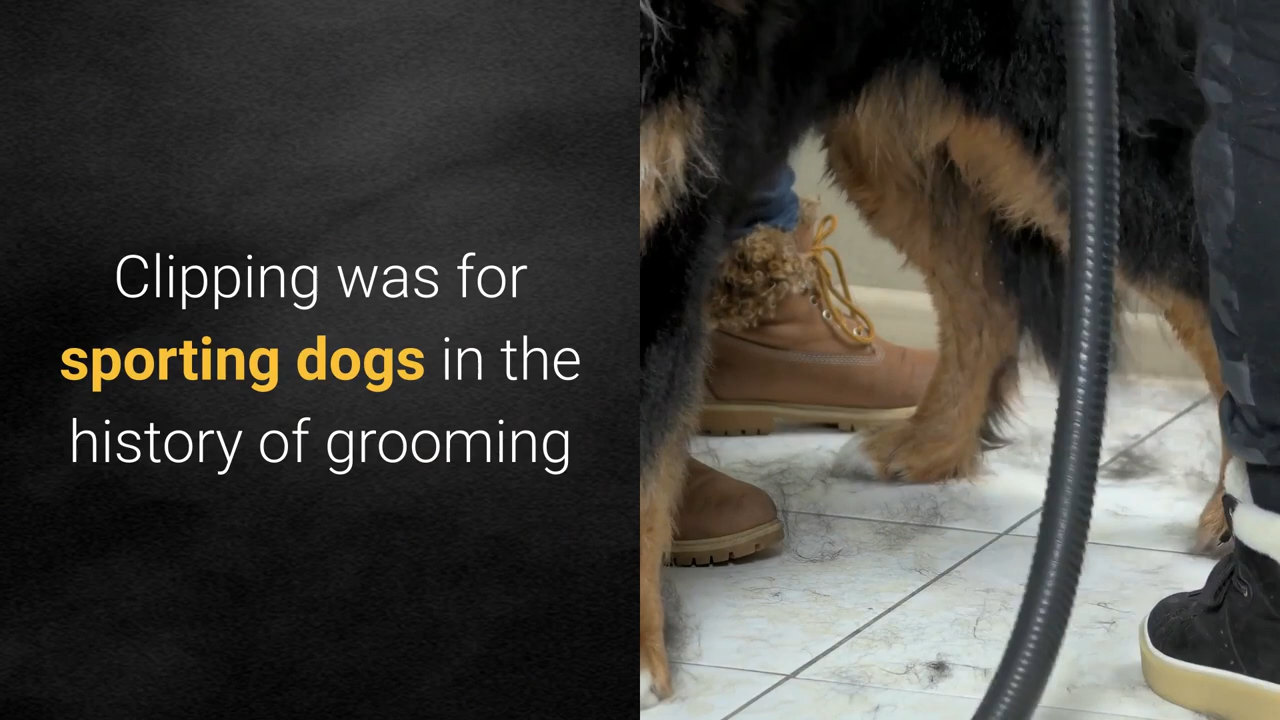 Clipping was for
sporting dogs in the
history of grooming